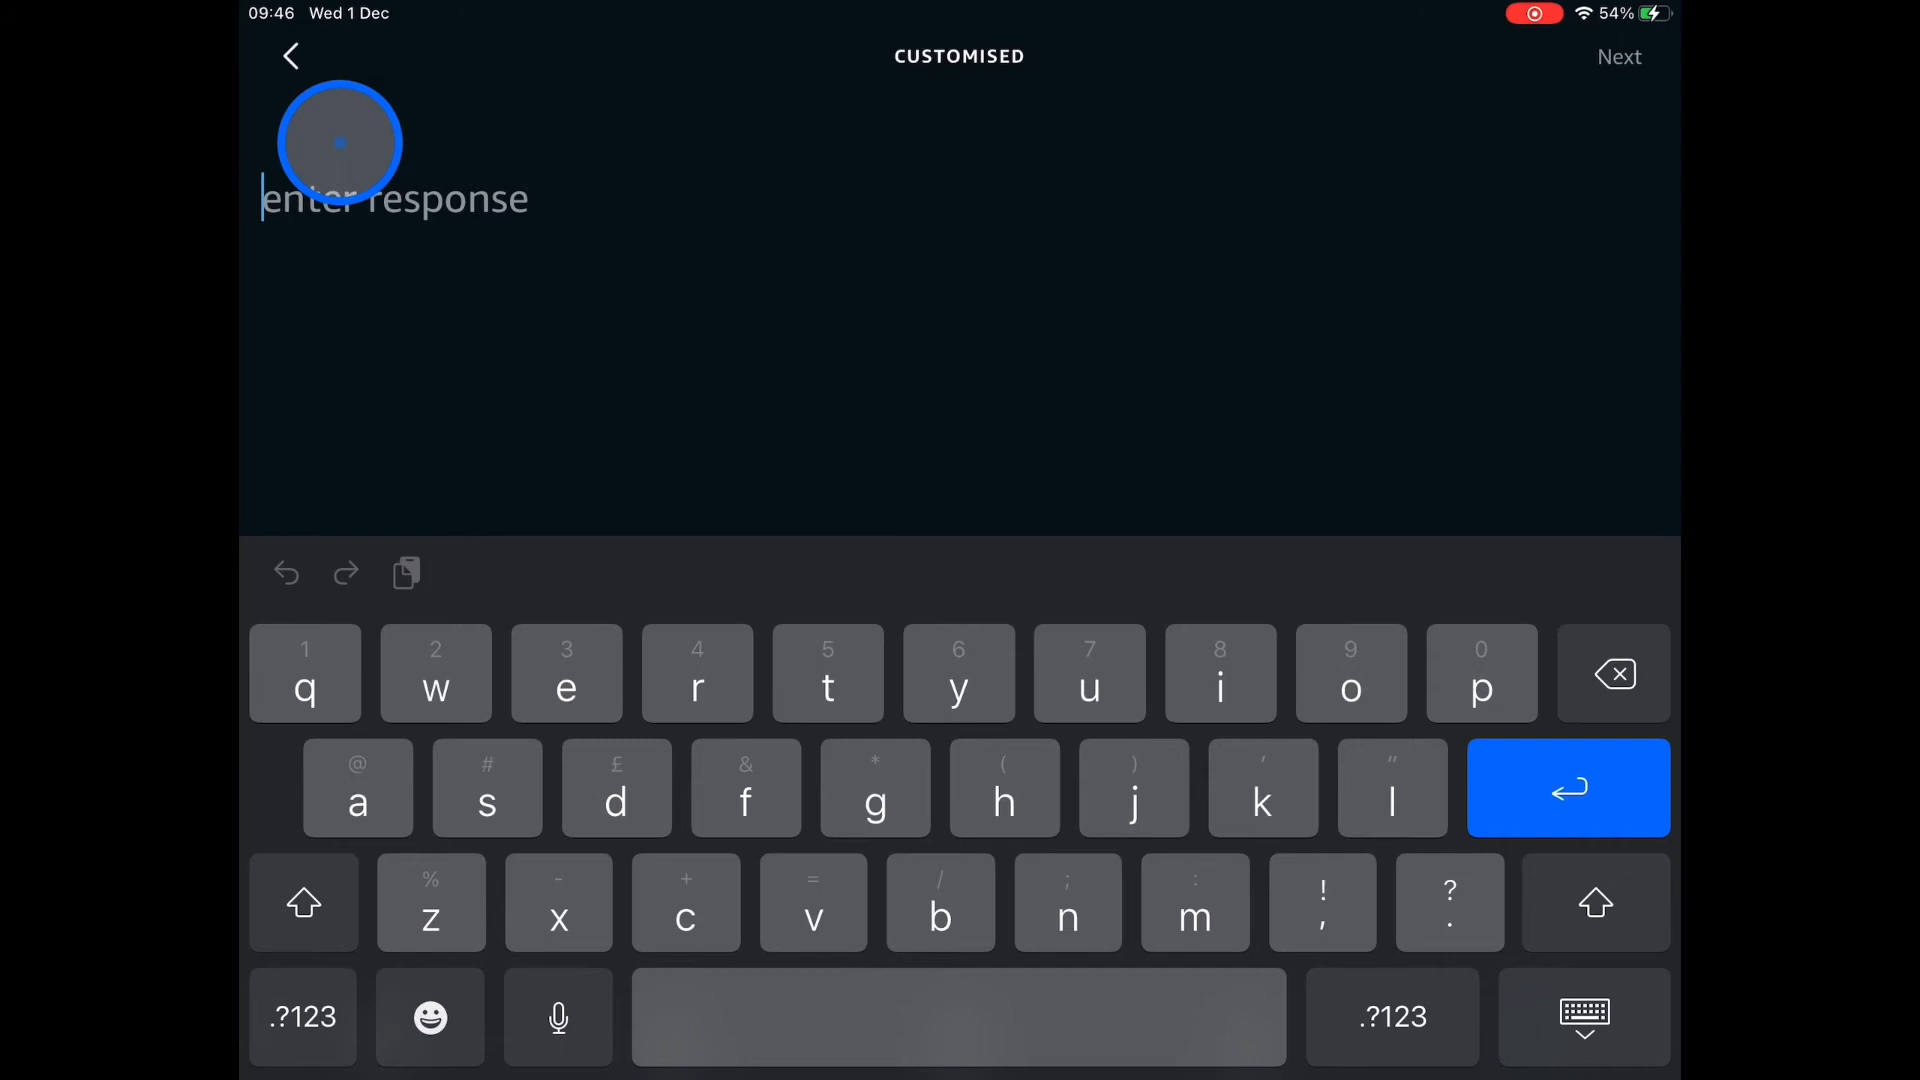 09:46 Wed 1 Dec 54%
CUSTOMISED Next
enter response
1 2 3 4 5 6 7 8 9 0
q w e r t y u i o p
@ # £ & * ( ) ' "
a s d f g h j k l
% - + = / ; : ! ?
z x c v b n m , .
.?123 .?123